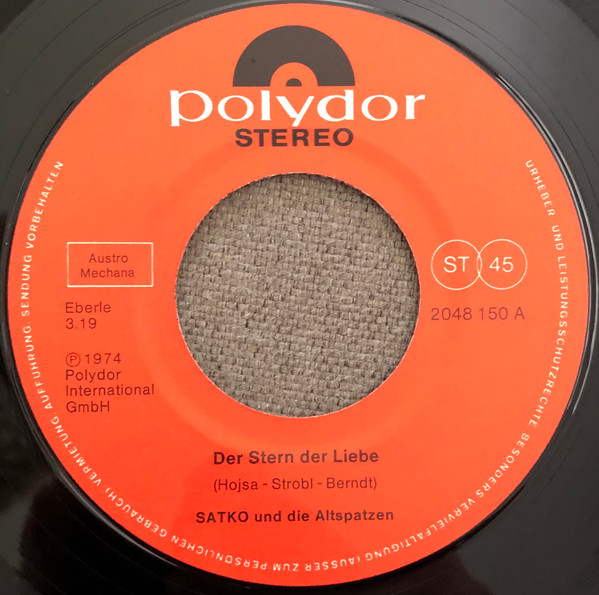 polydor
STEREO
Austro
Mechana
Eberle
3.19
Ⓟ 1974
Polydor
International
GmbH
ST 45
2048 150 A
Der Stern der Liebe
(Hojsa - Strobl - Berndt)
SATKO und die Altspatzen
URHEBER- UND LEISTUNGSSCHUTZRECHTE BESONDERS VERVIELFÄLTIGUNG (AUSSER ZUM PERSÖNLICHEN GEBRAUCH), VERMIETUNG, AUFFÜHRUNG, SENDUNG VORBEHALTEN